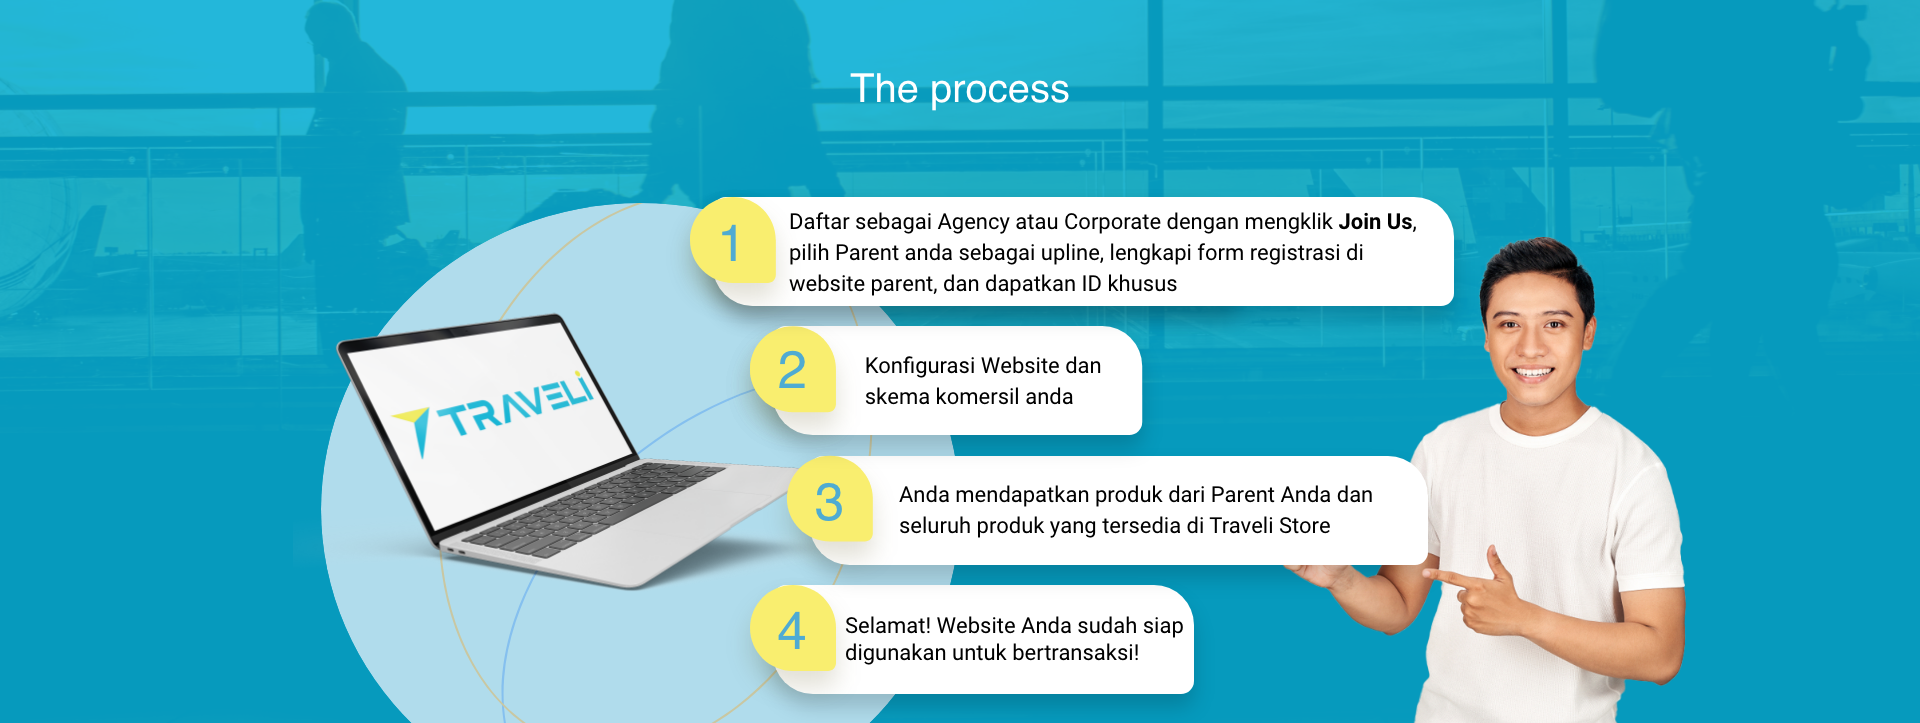 The process
1
Daftar sebagai Agency atau Corporate dengan mengklik Join Us,
pilih Parent anda sebagai upline, lengkapi form registrasi di
website parent, dan dapatkan ID khusus
TRAVELI
2
Konfigurasi Website dan
skema komersil anda
3
Anda mendapatkan produk dari Parent Anda dan
seluruh produk yang tersedia di Traveli Store
4
Selamat! Website Anda sudah siap
digunakan untuk bertransaksi!